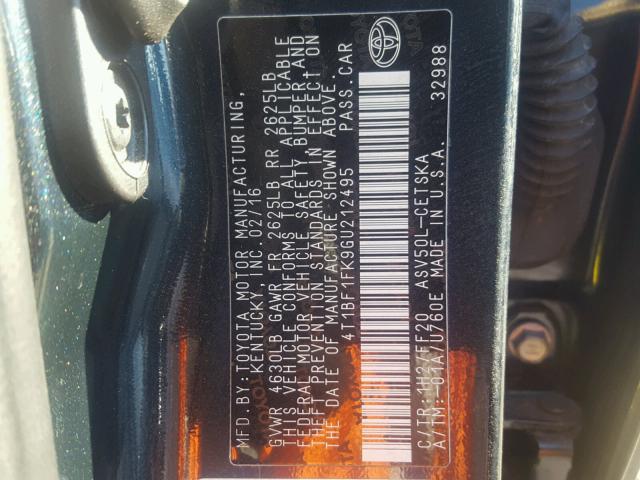 MFD. BY: TOYOTA MOTOR MANUFACTURING,
KENTUCKY, INC. 02/16
GVWR 4630LB GAWR FR 2625LB RR 2625LB
THIS VEHICLE CONFORMS TO ALL APPLICABLE
FEDERAL MOTOR VEHICLE SAFETY, BUMPER, AND
THEFT PREVENTION STANDARDS IN EFFECT ON
THE DATE OF MANUFACTURE SHOWN ABOVE.
4T1BF1FK9GU212495 PASS. CAR
C/TR: 1H2/FF20 ASV50L-CETSKA
A/TM: -01A/U760E MADE IN U.S.A. 32988